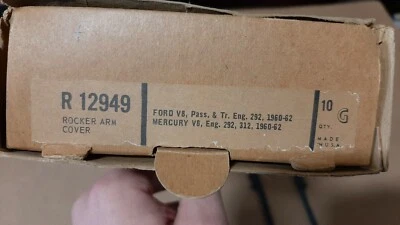 R 12949
ROCKER ARM
COVER
FORD V8, Pass. & Tr. Eng. 292, 1960-62
MERCURY V8, Eng. 292, 312, 1960-62
10
QTY.
G
MADE
IN U.S.A.